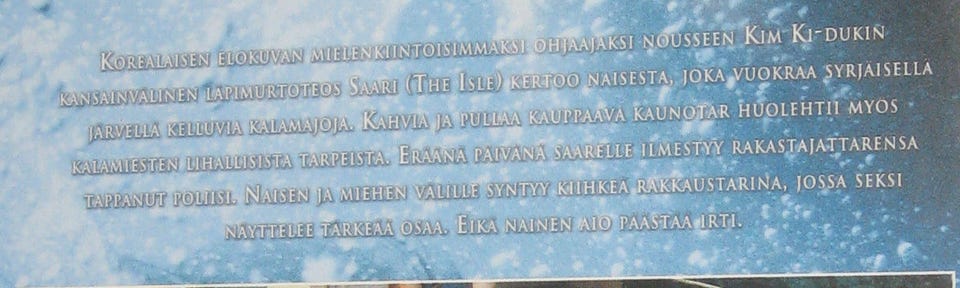 Korealaisen elokuvan mielenkiintoisimmaksi ohjaajaksi nousseen Kim Ki-dukin
kansainvälinen läpimurtoteos Saari (The Isle) kertoo naisesta, joka vuokraa syrjäisellä
järvellä kelluvia kalamajoja. Kahvia ja pullaa kauppaava kaunotar huolehtii myös
kalamiesten lihallisista tarpeista. Eräänä päivänä saarelle ilmestyy rakastajattarensa
tappanut poliisi. Naisen ja miehen välille syntyy kiihkeä rakkaustarina, jossa seksi
näyttelee tärkeää osaa. Eikä nainen aio päästää irti.